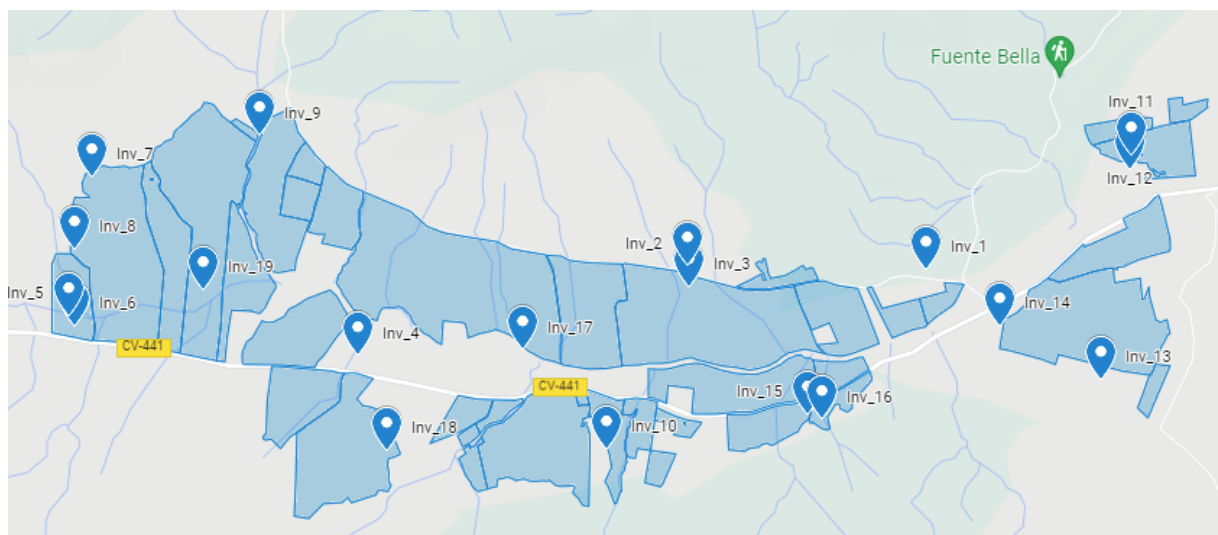 Fuente Bella
Inv_11
Inv_9
Inv_7
Inv_12
Inv_8
Inv_2
Inv_1
Inv_3
Inv_19
Inv_5
Inv_6
Inv_14
Inv_4
Inv_17
CV-441
Inv_13
CV-441
Inv_15
Inv_16
Inv_18
Inv_10